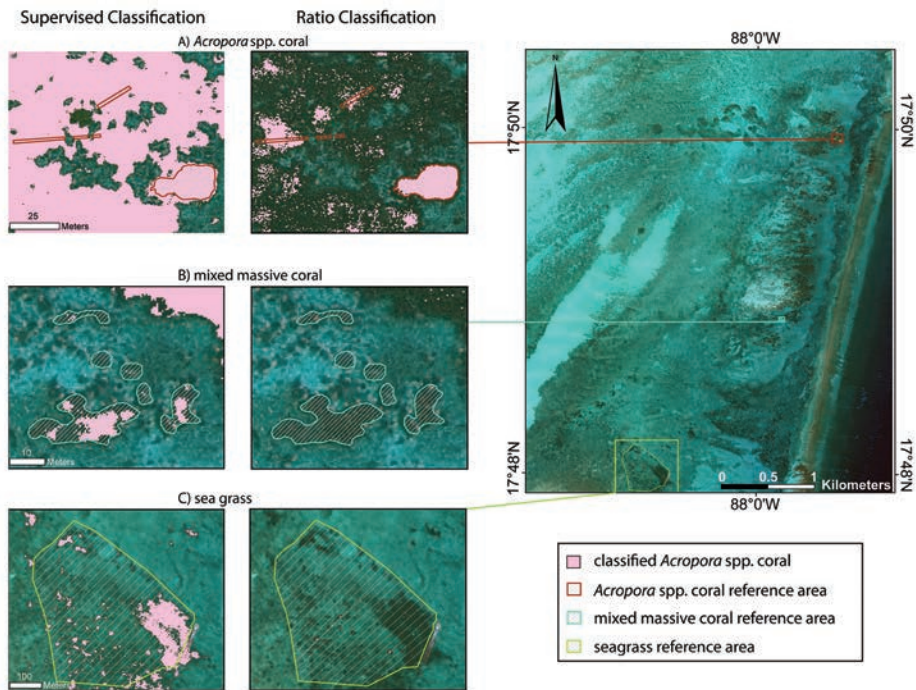 Supervised Classification
Ratio Classification
A) Acropora spp. coral
25
Meters
B) mixed massive coral
10
Meters
C) sea grass
100
Meters
88°0'W
N
17°50'N
17°50'N
17°48'N
17°48'N
0 0.5 1
Kilometers
88°0'W
classified Acropora spp. coral
Acropora spp. coral reference area
mixed massive coral reference area
seagrass reference area